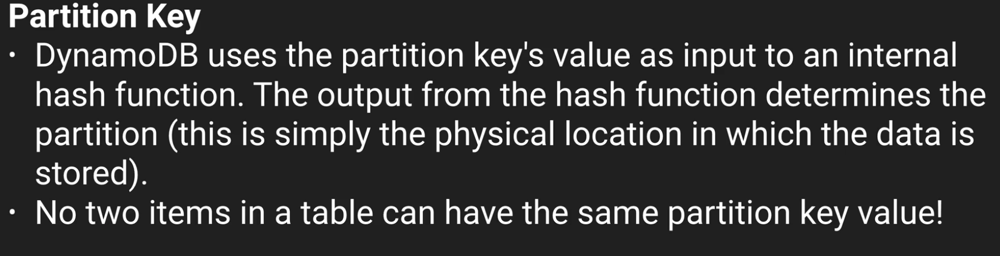 Partition Key
· DynamoDB uses the partition key's value as input to an internal
hash function. The output from the hash function determines the
partition (this is simply the physical location in which the data is
stored).
· No two items in a table can have the same partition key value!